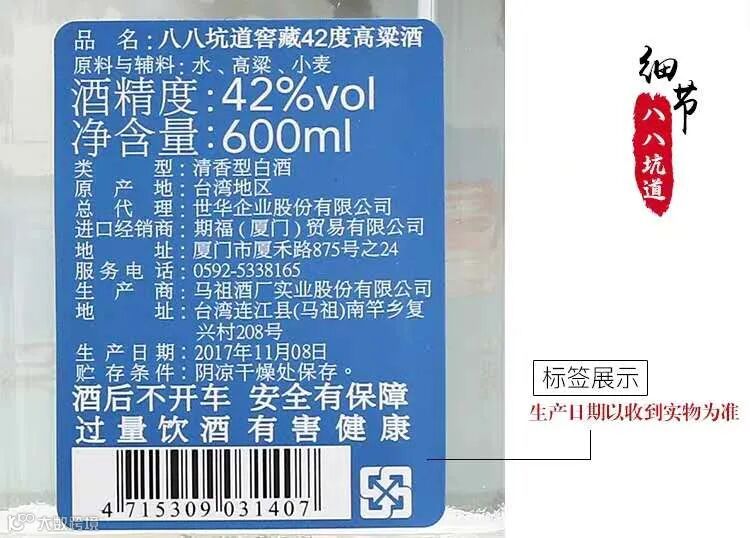 品 名：八八坑道窖藏42度高粱酒
原料与辅料：水、高粱、小麦
酒精度：42%vol
净含量：600ml
类 型：清香型白酒
原 产 地：台湾地区
总 代 理：世华企业股份有限公司
进口经销商：期福（厦门）贸易有限公司
地 址：厦门市厦禾路875号之24
服务电话：0592-5338165
生 产 商：马祖酒厂实业股份有限公司
地 址：台湾连江县(马祖)南竿乡复
兴村208号
生产日期：2017年11月08日
贮存条件：阴凉干燥处保存。
酒后不开车 安全有保障
过量饮酒有害健康
4 715309 031407
细节
八八坑道
标签展示
生产日期以收到实物为准
大数跨境